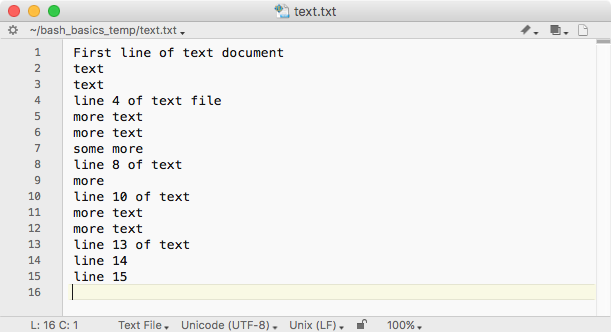 text.txt
~/bash_basics_temp/text.txt
1 First line of text document
2 text
3 text
4 line 4 of text file
5 more text
6 more text
7 some more
8 line 8 of text
9 more
10 line 10 of text
11 more text
12 more text
13 line 13 of text
14 line 14
15 line 15
16
L: 16 C: 1 Text File Unicode (UTF-8) Unix (LF) 100%